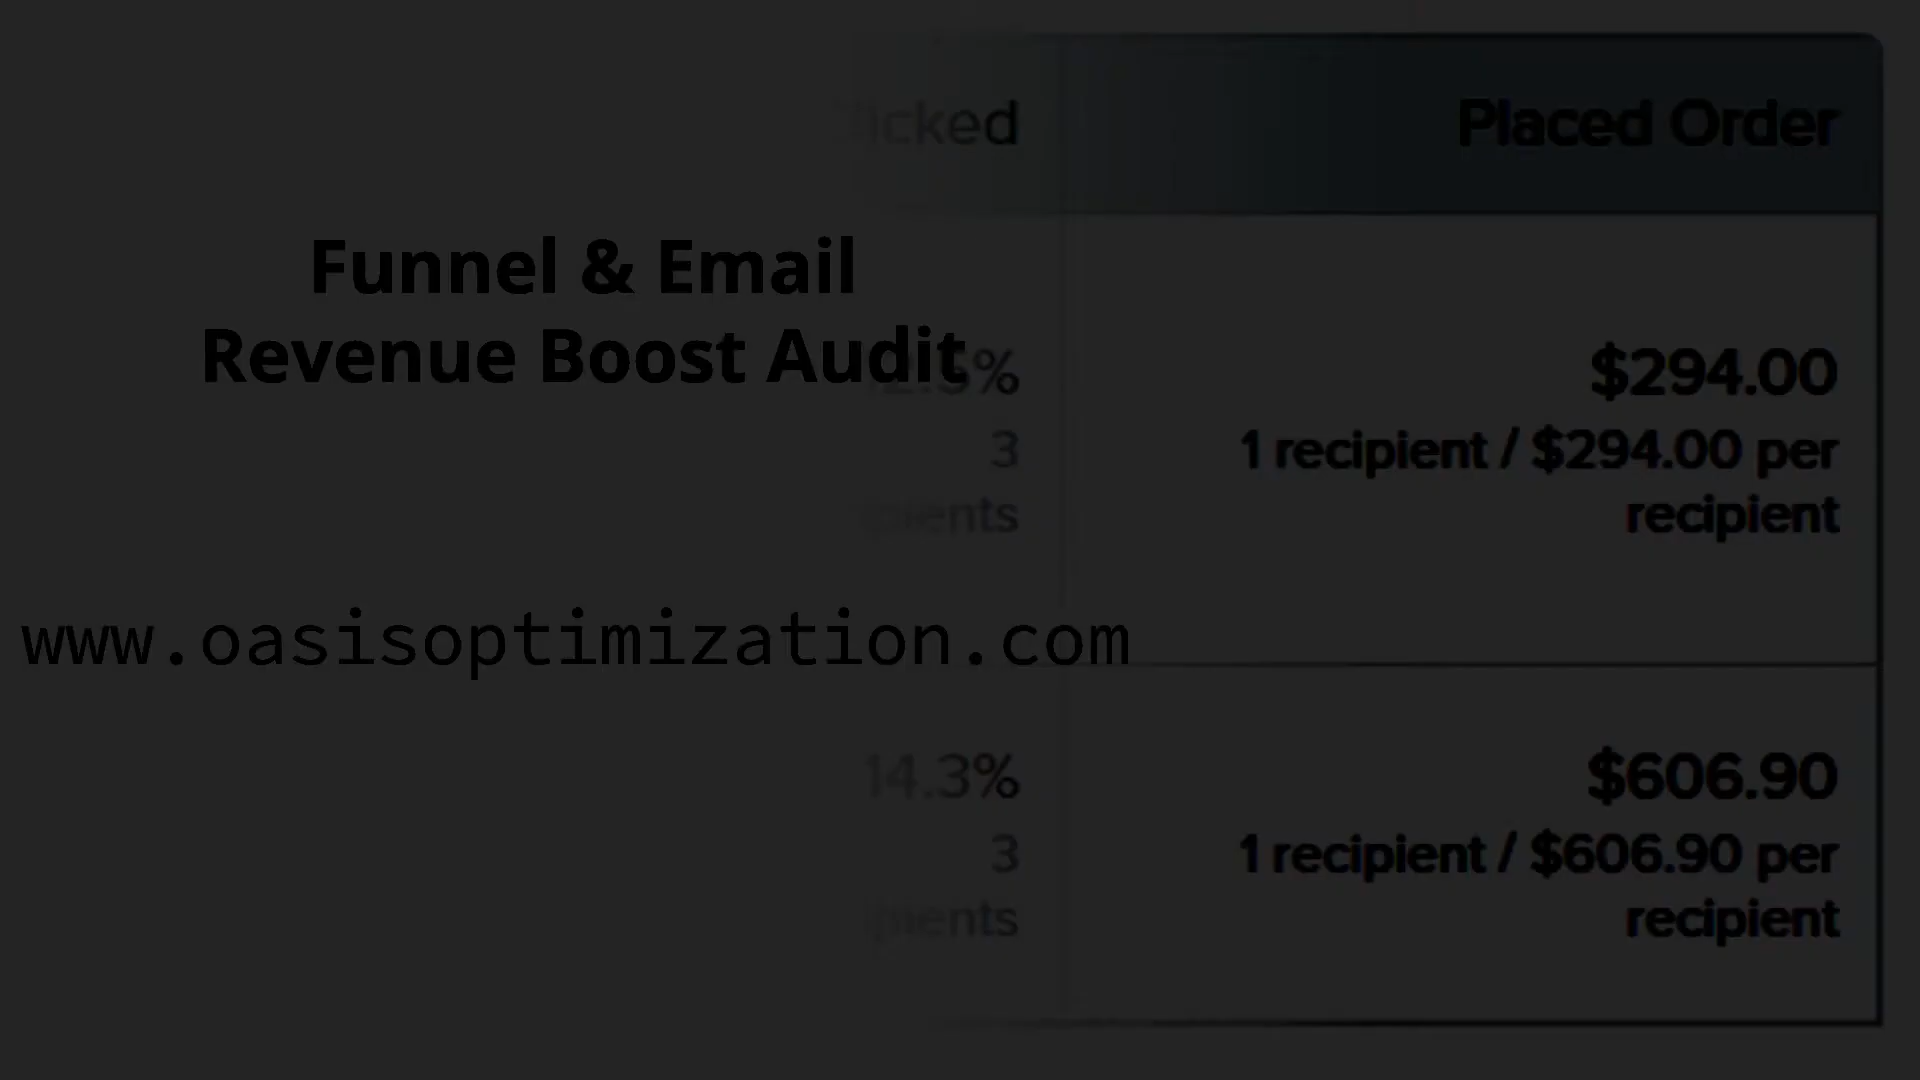 licked
Placed Order
Funnel & Email
Revenue Boost Audit
%
$294.00
3
1 recipient / $294.00 per
recipient
www.oasisoptimization.com
14.3%
$606.90
3
1 recipient / $606.90 per
recipient